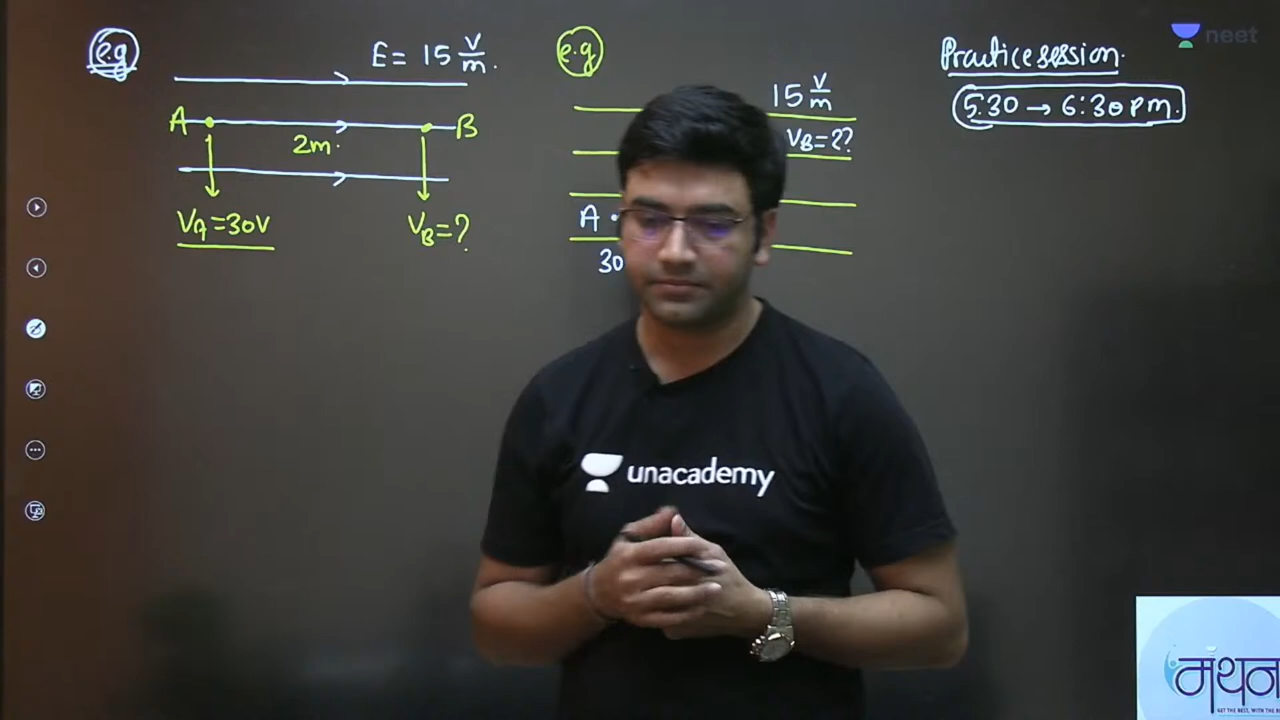 e.g
E = 15 V/m.
A
2m.
B
VA = 30V
VB = ?
e.g
15 V/m
VB = ??
A
30
Practice session.
5:30 → 6:30 pm.
neet
unacademy
मंथन